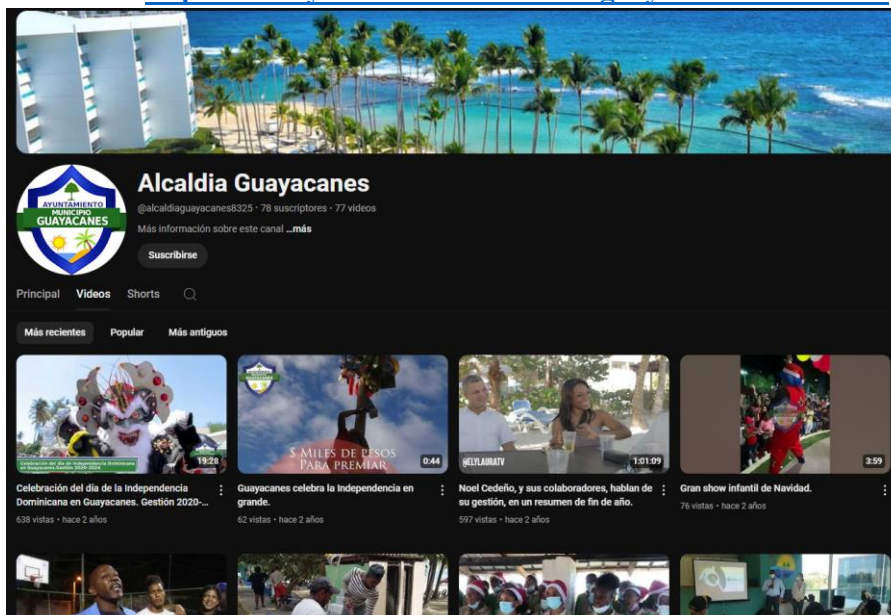 AYUNTAMIENTO
MUNICIPIO
GUAYACANES
Alcaldia Guayacanes
@alcaldiaguayacanes8325 · 78 suscriptores · 77 videos
Más información sobre este canal ...más
Suscribirse
Principal Videos Shorts
Más recientes Popular Más antiguos
Celebración del día de Independencia Dominicana
en Guayacanes.Gestión 2020-2024
19:28
GUAYACANES
$ MILES DE PESOS
PARA PREMIAR
0:44
@ELYLAURATV
1:01:09
3:59
Celebración del día de la Independencia
Dominicana en Guayacanes. Gestión 2020-...
638 vistas · hace 2 años
Guayacanes celebra la Independencia en
grande.
62 vistas · hace 2 años
Noel Cedeño, y sus colaboradores, hablan de
su gestión, en un resumen de fin de año.
597 vistas · hace 2 años
Gran show infantil de Navidad.
76 vistas · hace 2 años